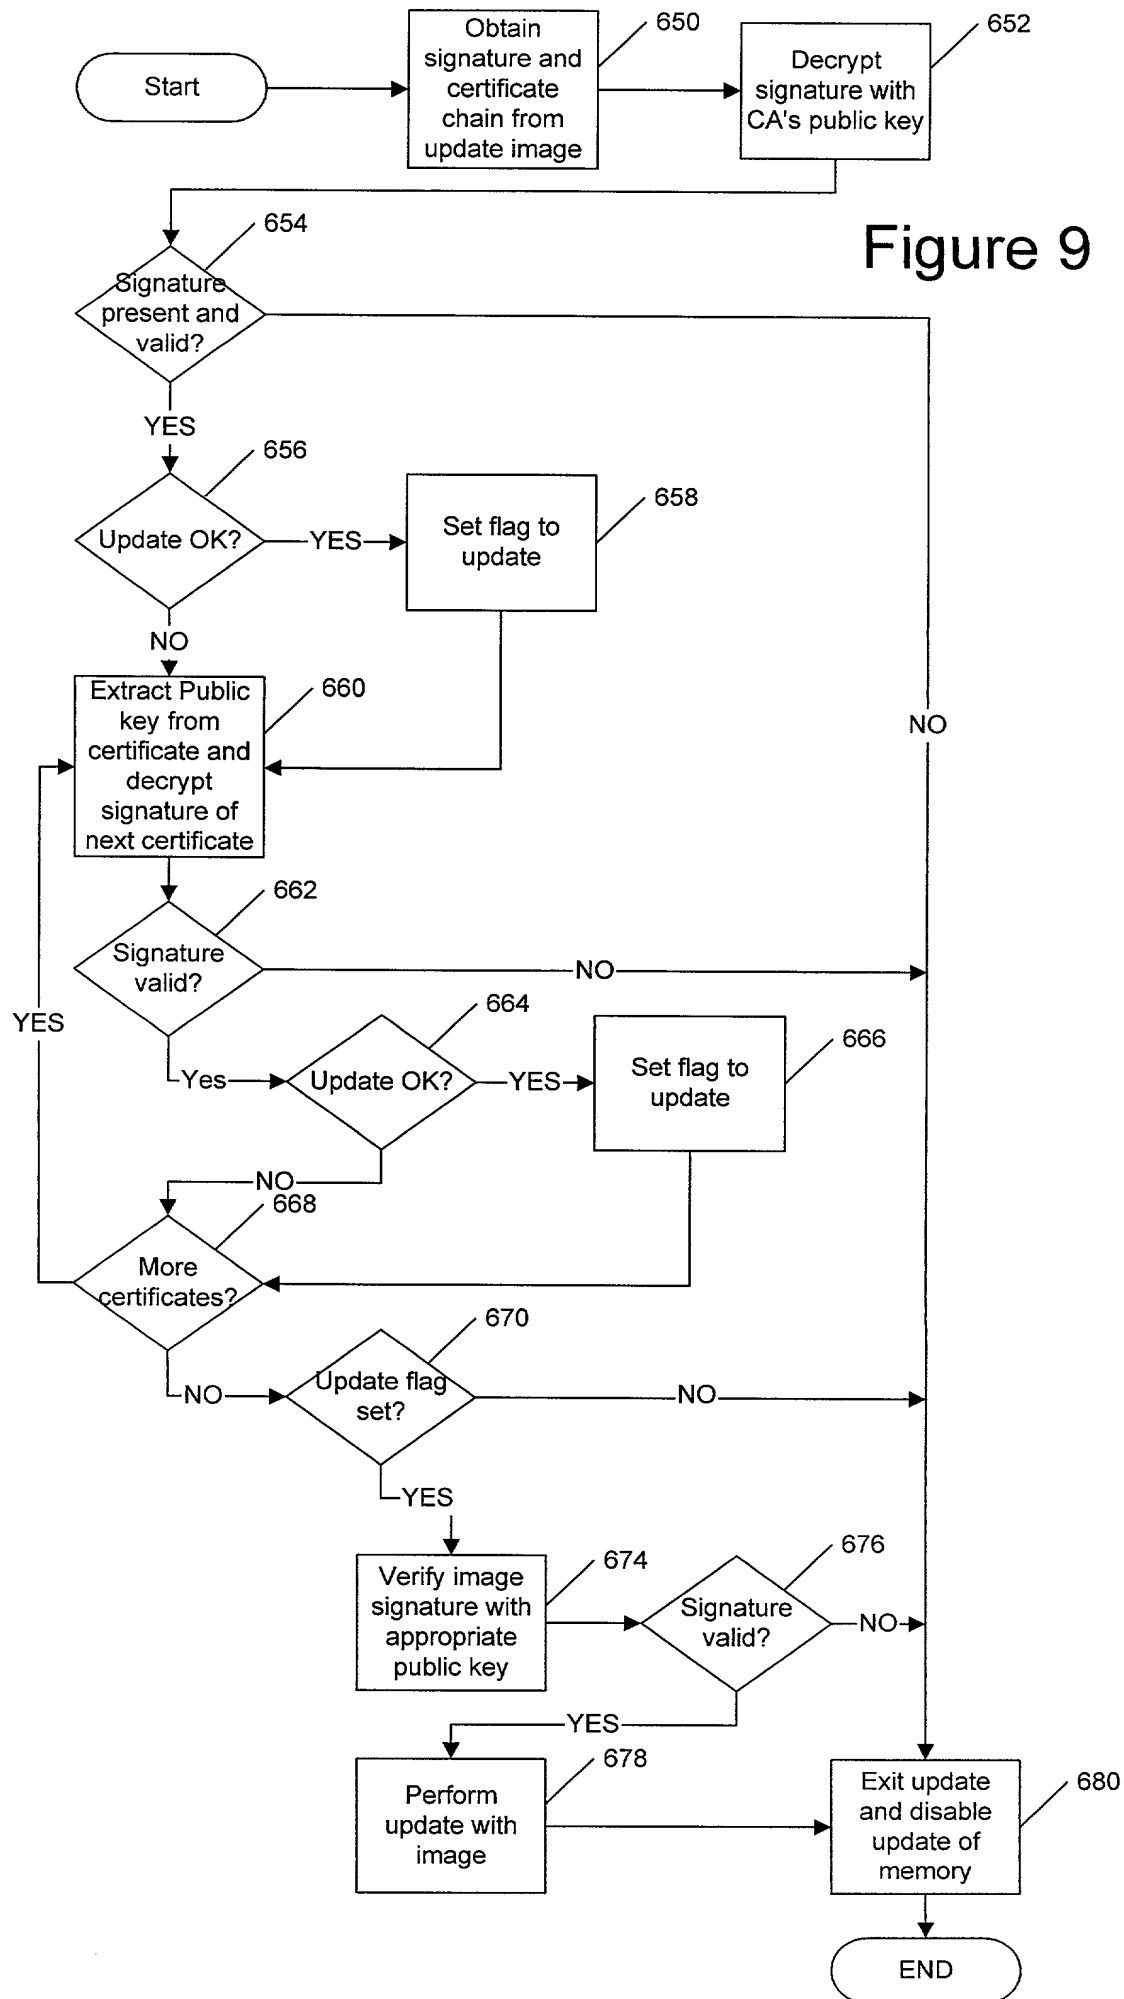 Start
Obtain
signature and
certificate
chain from
update image
650
Decrypt
signature with
CA's public key
652
Figure 9
654
Signature
present and
valid?
YES
NO
656
Update OK?
YES
658
Set flag to
update
NO
660
Extract Public
key from
certificate and
decrypt
signature of
next certificate
662
Signature
valid?
NO
YES
Yes
664
Update OK?
YES
666
Set flag to
update
NO
668
More
certificates?
NO
670
Update flag
set?
NO
YES
674
Verify image
signature with
appropriate
public key
676
Signature
valid?
NO
YES
678
Perform
update with
image
680
Exit update
and disable
update of
memory
END